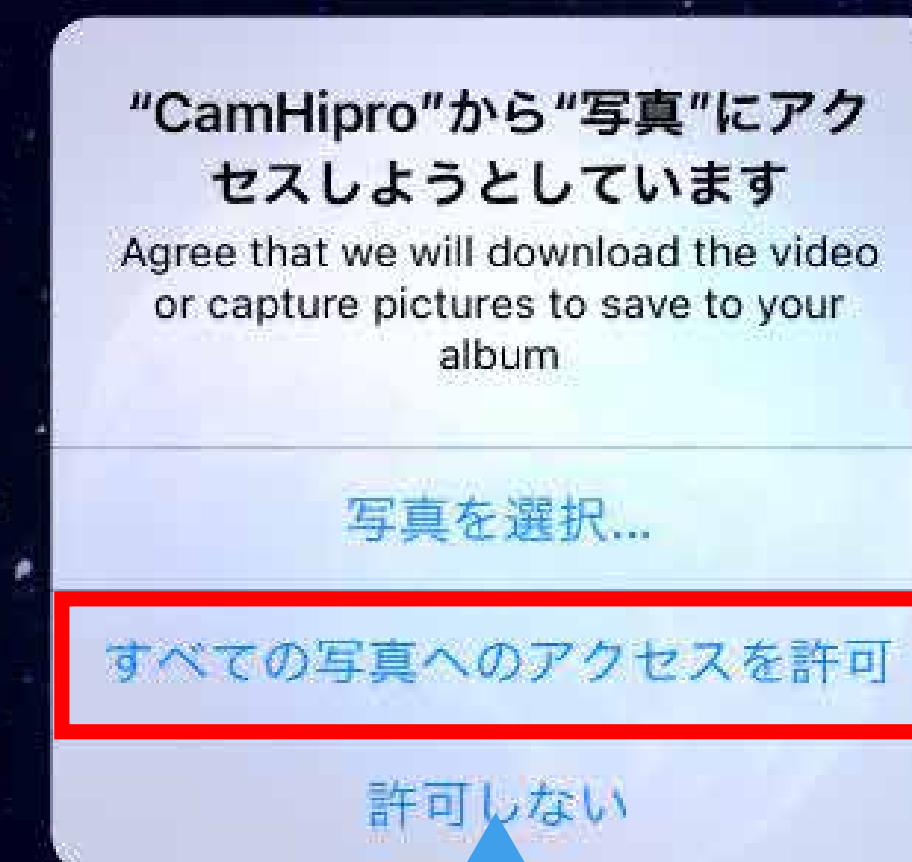 “CamHipro”から“写真”にアク
セスしようとしています
Agree that we will download the video
or capture pictures to save to your
album
写真を選択...
すべての写真へのアクセスを許可
許可しない